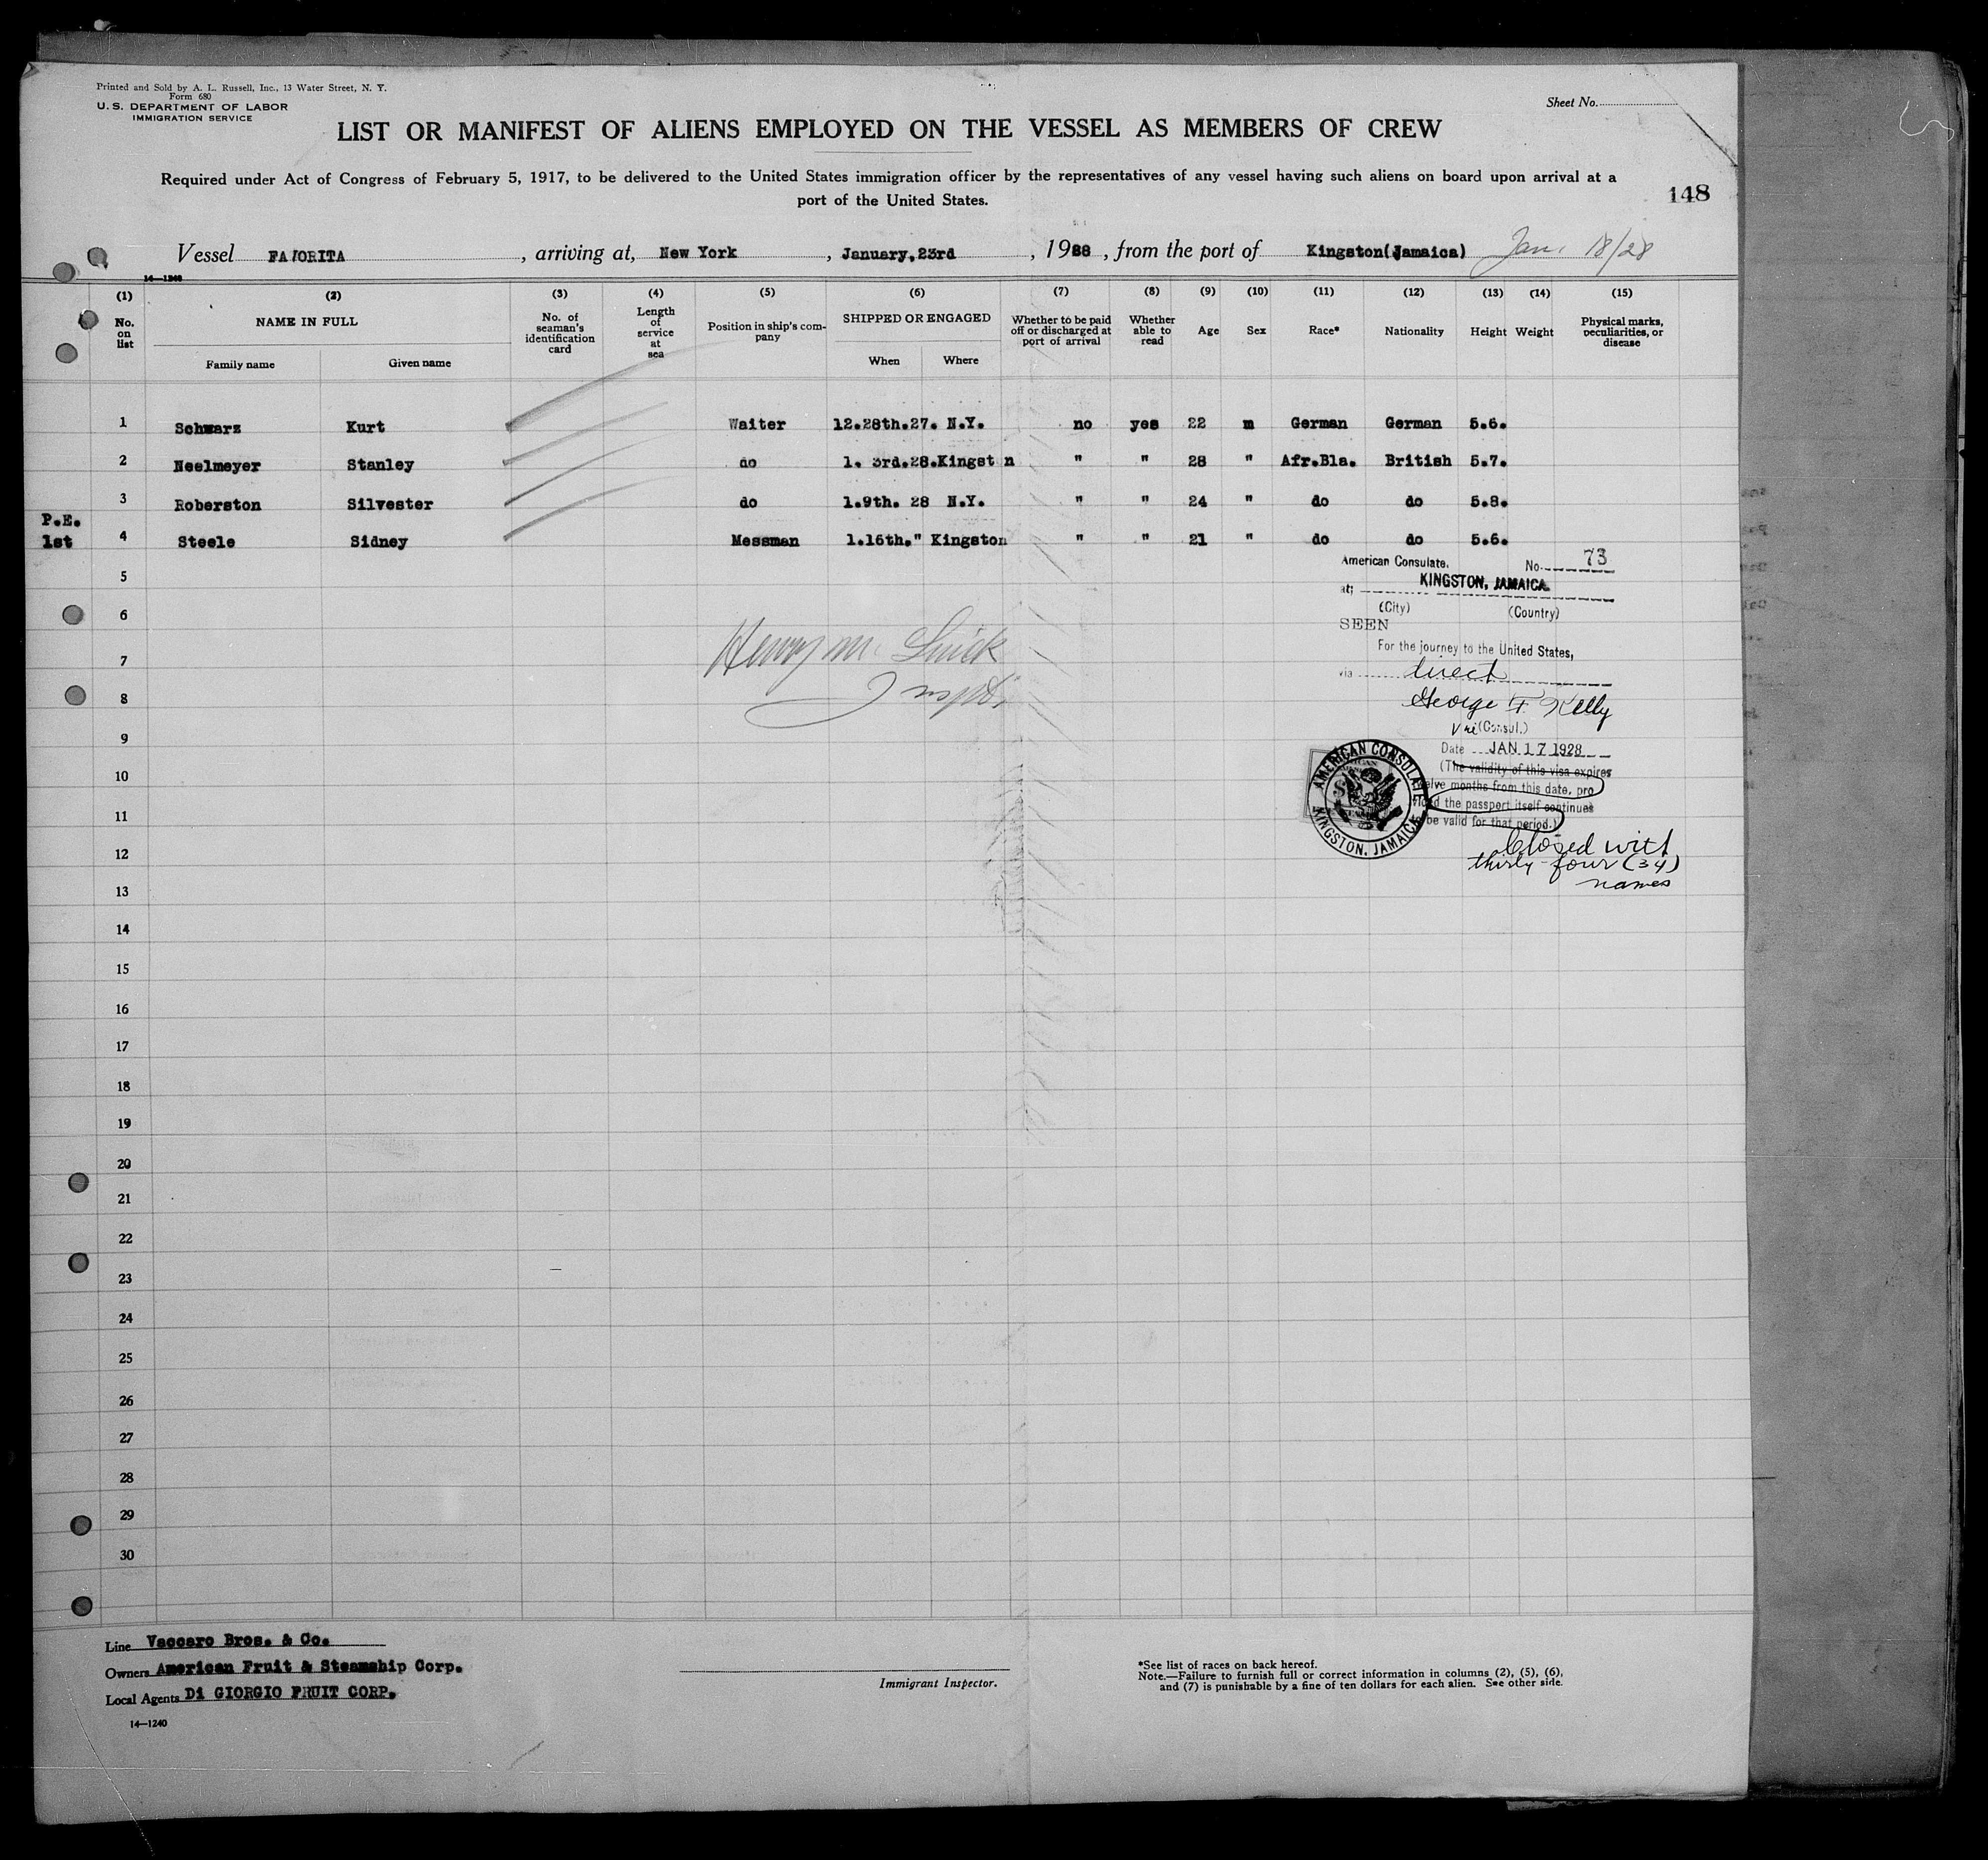 Printed and Sold by A. L. Russell, Inc., 13 Water Street, N. Y.
Form 680
U. S. DEPARTMENT OF LABOR
IMMIGRATION SERVICE
Sheet No.
LIST OR MANIFEST OF ALIENS EMPLOYED ON THE VESSEL AS MEMBERS OF CREW
Required under Act of Congress of February 5, 1917, to be delivered to the United States immigration officer by the representatives of any vessel having such aliens on board upon arrival at a
port of the United States.
148
Vessel FAVORITA, arriving at, New York, January, 23rd, 1928, from the port of Kingston(Jamaica) Jan. 18/28
14—1240
(1) (2) (3) (4) (5) (6) (7) (8) (9) (10) (11) (12) (13) (14) (15)
No. on list
NAME IN FULL
Family name Given name
No. of seaman's identification card
Length of service at sea
Position in ship's company
SHIPPED OR ENGAGED
When Where
Whether to be paid off or discharged at port of arrival
Whether able to read
Age
Sex
Race*
Nationality
Height
Weight
Physical marks, peculiarities, or disease
1 Schwarz Kurt Waiter 12.28th.27. N.Y. no yes 22 m German German 5.6.
2 Neelmeyer Stanley do 1. 3rd.28.Kingst n " " 28 " Afr.Bla. British 5.7.
3 Roberston Silvester do 1.9th. 28 N.Y. " " 24 " do do 5.8.
P.E.
1st 4 Steele Sidney Messman 1.16th." Kingston " " 21 " do do 5.6.
American Consulate. No. 73
at; KINGSTON, JAMAICA.
(City) (Country)
SEEN
For the journey to the United States,
via direct
George F. Kelly
Vice (Consul.)
Date JAN 17 1928
(The validity of this visa expires
twelve months from this date, pro
vided the passport itself continues
to be valid for that period.)
AMERICAN CONSULATE
KINGSTON, JAMAICA
Closed with
thirty-four (34)
names
Henry M.
Inspt.
5
6
7
8
9
10
11
12
13
14
15
16
17
18
19
20
21
22
23
24
25
26
27
28
29
30
Line Vaccaro Bros. & Co.
Owners American Fruit & Steamship Corp.
Local Agents Di GIORGIO FRUIT CORP.
14—1240
Immigrant Inspector.
*See list of races on back hereof.
Note.—Failure to furnish full or correct information in columns (2), (5), (6),
and (7) is punishable by a fine of ten dollars for each alien. See other side.